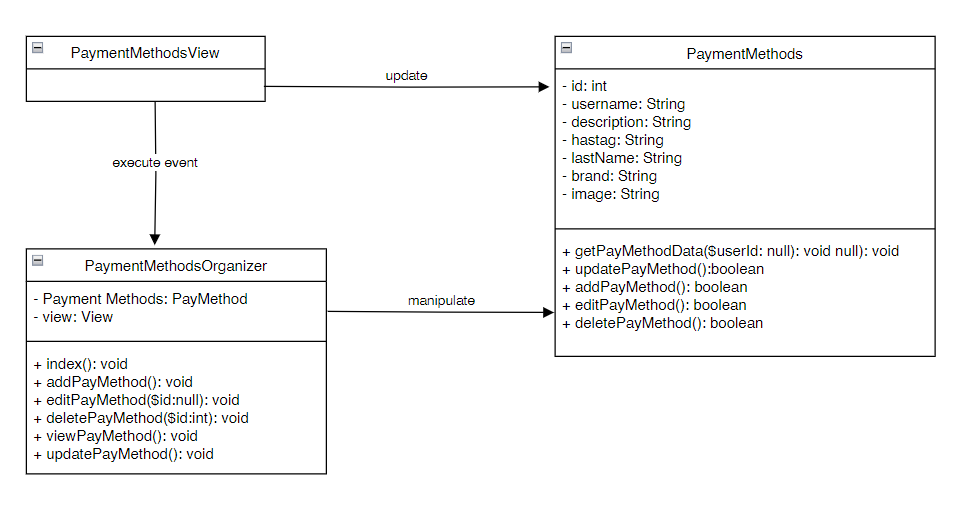 PaymentMethodsView
update
execute event
PaymentMethods
- id: int
- username: String
- description: String
- hastag: String
- lastName: String
- brand: String
- image: String
+ getPayMethodData($userId: null): void null): void
+ updatePayMethod():boolean
+ addPayMethod(): boolean
+ editPayMethod(): boolean
+ deletePayMethod(): boolean
PaymentMethodsOrganizer
- Payment Methods: PayMethod
- view: View
+ index(): void
+ addPayMethod(): void
+ editPayMethod($id:null): void
+ deletePayMethod($id:int): void
+ viewPayMethod(): void
+ updatePayMethod(): void
manipulate